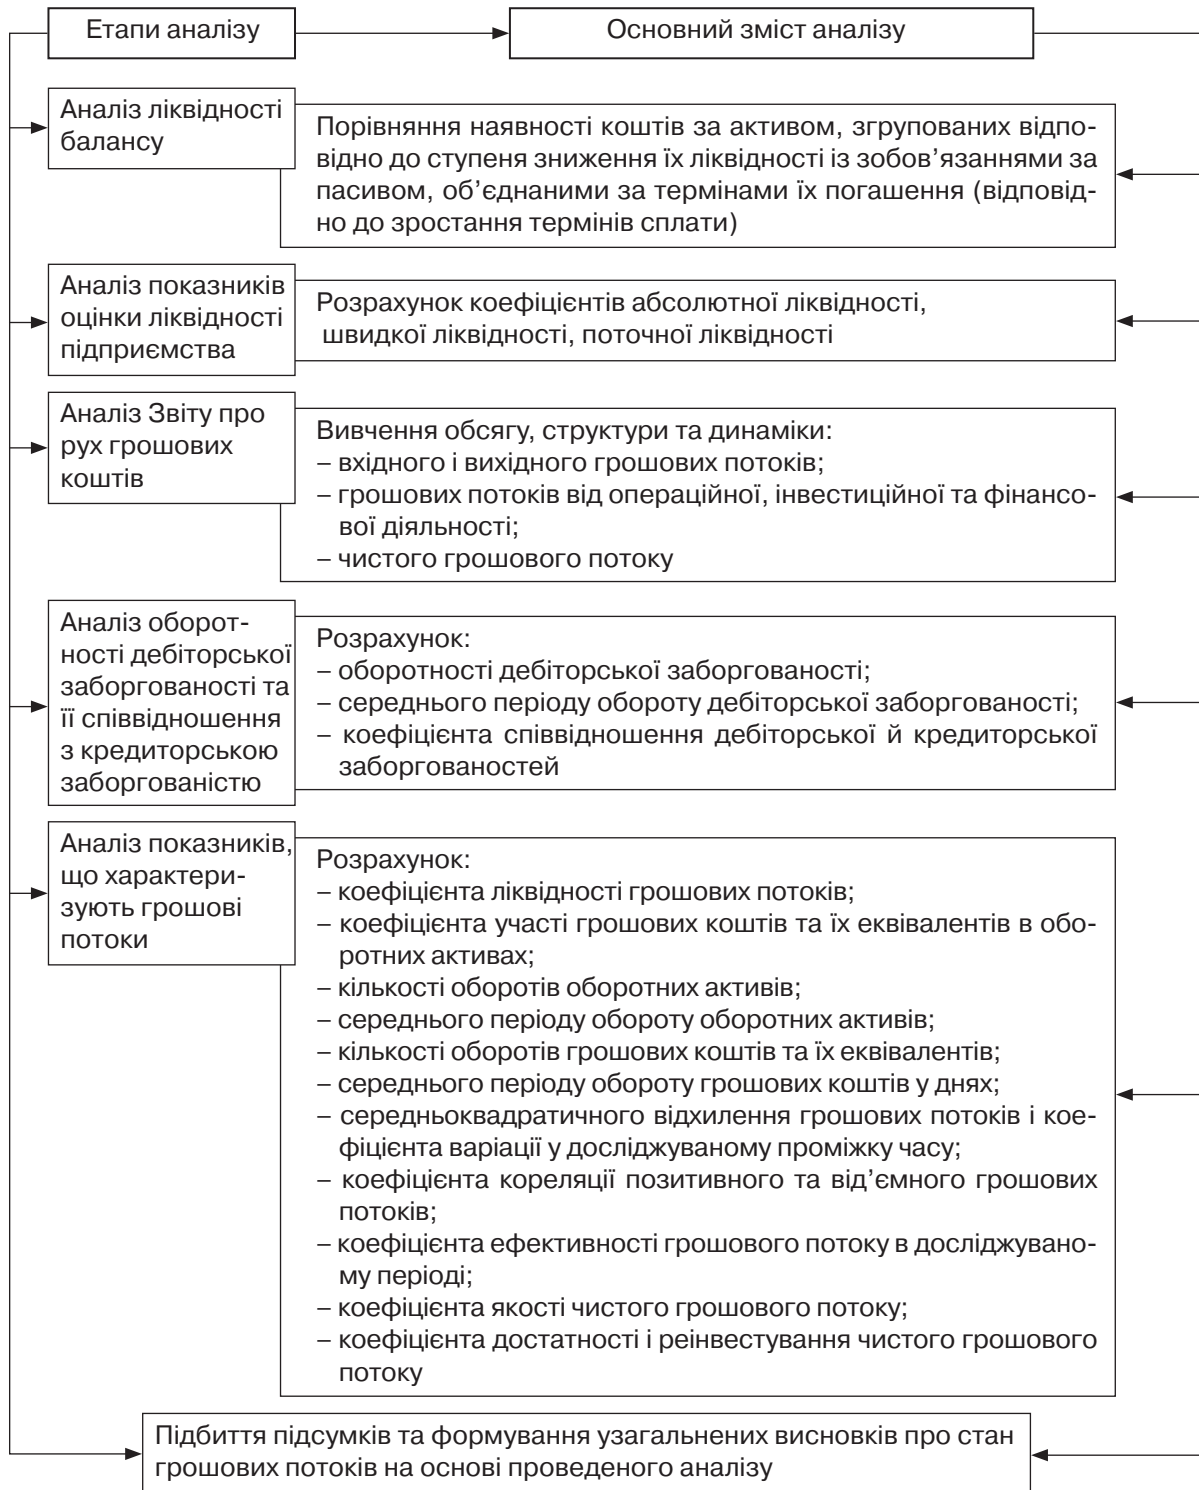 Етапи аналізу
Основний зміст аналізу
Аналіз ліквідності
балансу
Порівняння наявності коштів за активом, згрупованих відпо-
відно до ступеня зниження їх ліквідності із зобов’язаннями за
пасивом, об’єднаними за термінами їх погашення (відповід-
но до зростання термінів сплати)
Аналіз показників
оцінки ліквідності
підприємства
Розрахунок коефіцієнтів абсолютної ліквідності,
швидкої ліквідності, поточної ліквідності
Аналіз Звіту про
рух грошових
коштів
Вивчення обсягу, структури та динаміки:
– вхідного і вихідного грошових потоків;
– грошових потоків від операційної, інвестиційної та фінансо-
вої діяльності;
– чистого грошового потоку
Аналіз оборот-
ності дебіторської
заборгованості та
її співвідношення
з кредиторською
заборгованістю
Розрахунок:
– оборотності дебіторської заборгованості;
– середнього періоду обороту дебіторської заборгованості;
– коефіцієнта співвідношення дебіторської й кредиторської
заборгованостей
Аналіз показників,
що характери-
зують грошові
потоки
Розрахунок:
– коефіцієнта ліквідності грошових потоків;
– коефіцієнта участі грошових коштів та їх еквівалентів в обо-
ротних активах;
– кількості оборотів оборотних активів;
– середнього періоду обороту оборотних активів;
– кількості оборотів грошових коштів та їх еквівалентів;
– середнього періоду обороту грошових коштів у днях;
– середньоквадратичного відхилення грошових потоків і кое-
фіцієнта варіації у досліджуваному проміжку часу;
– коефіцієнта кореляції позитивного та від’ємного грошових
потоків;
– коефіцієнта ефективності грошового потоку в досліджувано-
му періоді;
– коефіцієнта якості чистого грошового потоку;
– коефіцієнта достатності і реінвестування чистого грошового
потоку
Підбиття підсумків та формування узагальнених висновків про стан
грошових потоків на основі проведеного аналізу